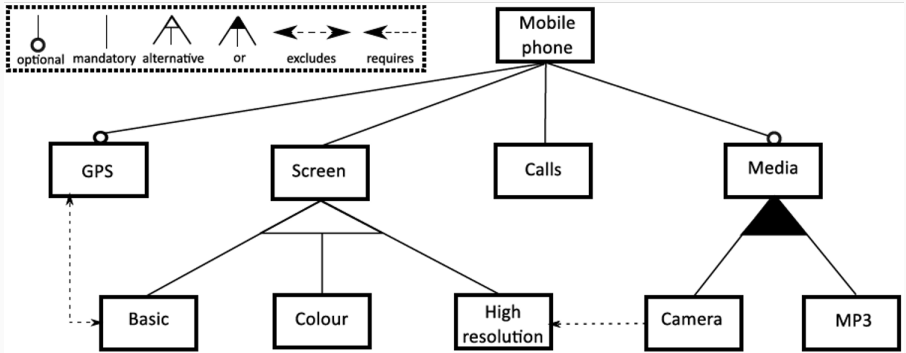 optional mandatory alternative or excludes requires
Mobile
phone
GPS
Screen
Calls
Media
Basic
Colour
High
resolution
Camera
MP3